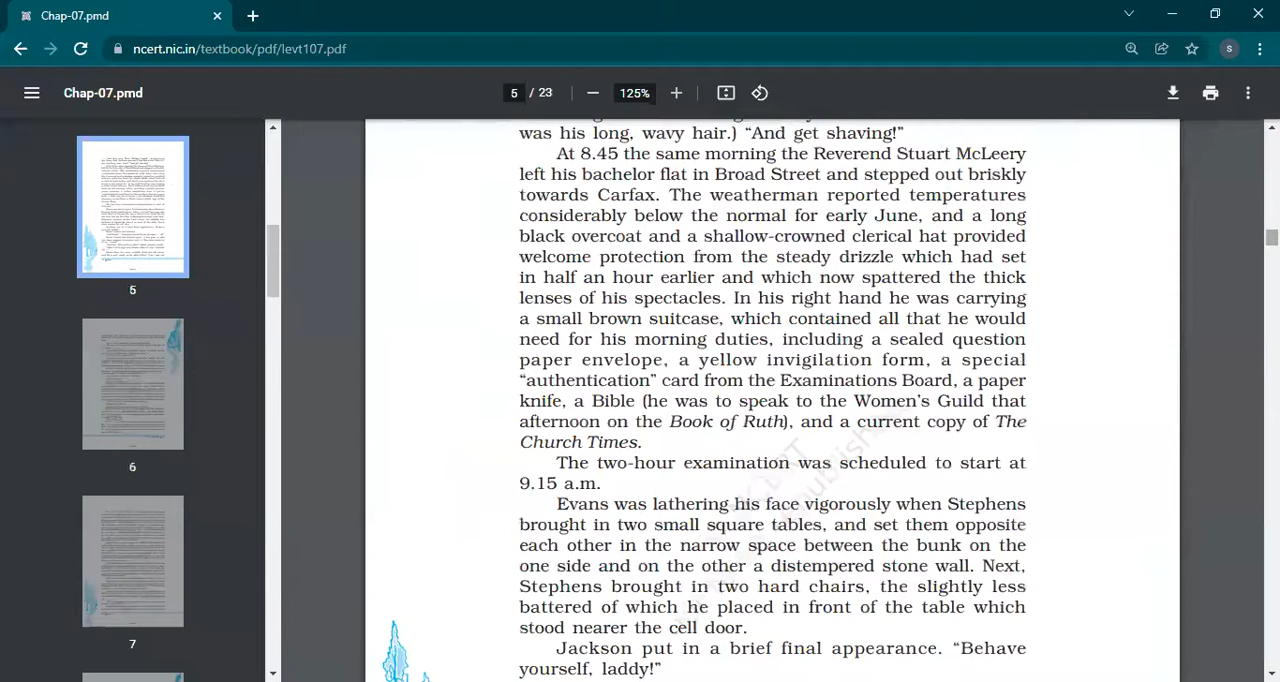 Chap-07.pmd
ncert.nic.in/textbook/pdf/levt107.pdf
S
Chap-07.pmd
5 / 23
125%
5
6
7
was his long, wavy hair.) “And get shaving!”
At 8.45 the same morning the Reverend Stuart McLeery
left his bachelor flat in Broad Street and stepped out briskly
towards Carfax. The weatherman reported temperatures
considerably below the normal for early June, and a long
black overcoat and a shallow-crowned clerical hat provided
welcome protection from the steady drizzle which had set
in half an hour earlier and which now spattered the thick
lenses of his spectacles. In his right hand he was carrying
a small brown suitcase, which contained all that he would
need for his morning duties, including a sealed question
paper envelope, a yellow invigilation form, a special
“authentication” card from the Examinations Board, a paper
knife, a Bible (he was to speak to the Women’s Guild that
afternoon on the Book of Ruth), and a current copy of The
Church Times.
The two-hour examination was scheduled to start at
9.15 a.m.
Evans was lathering his face vigorously when Stephens
brought in two small square tables, and set them opposite
each other in the narrow space between the bunk on the
one side and on the other a distempered stone wall. Next,
Stephens brought in two hard chairs, the slightly less
battered of which he placed in front of the table which
stood nearer the cell door.
Jackson put in a brief final appearance. “Behave
yourself, laddy!”